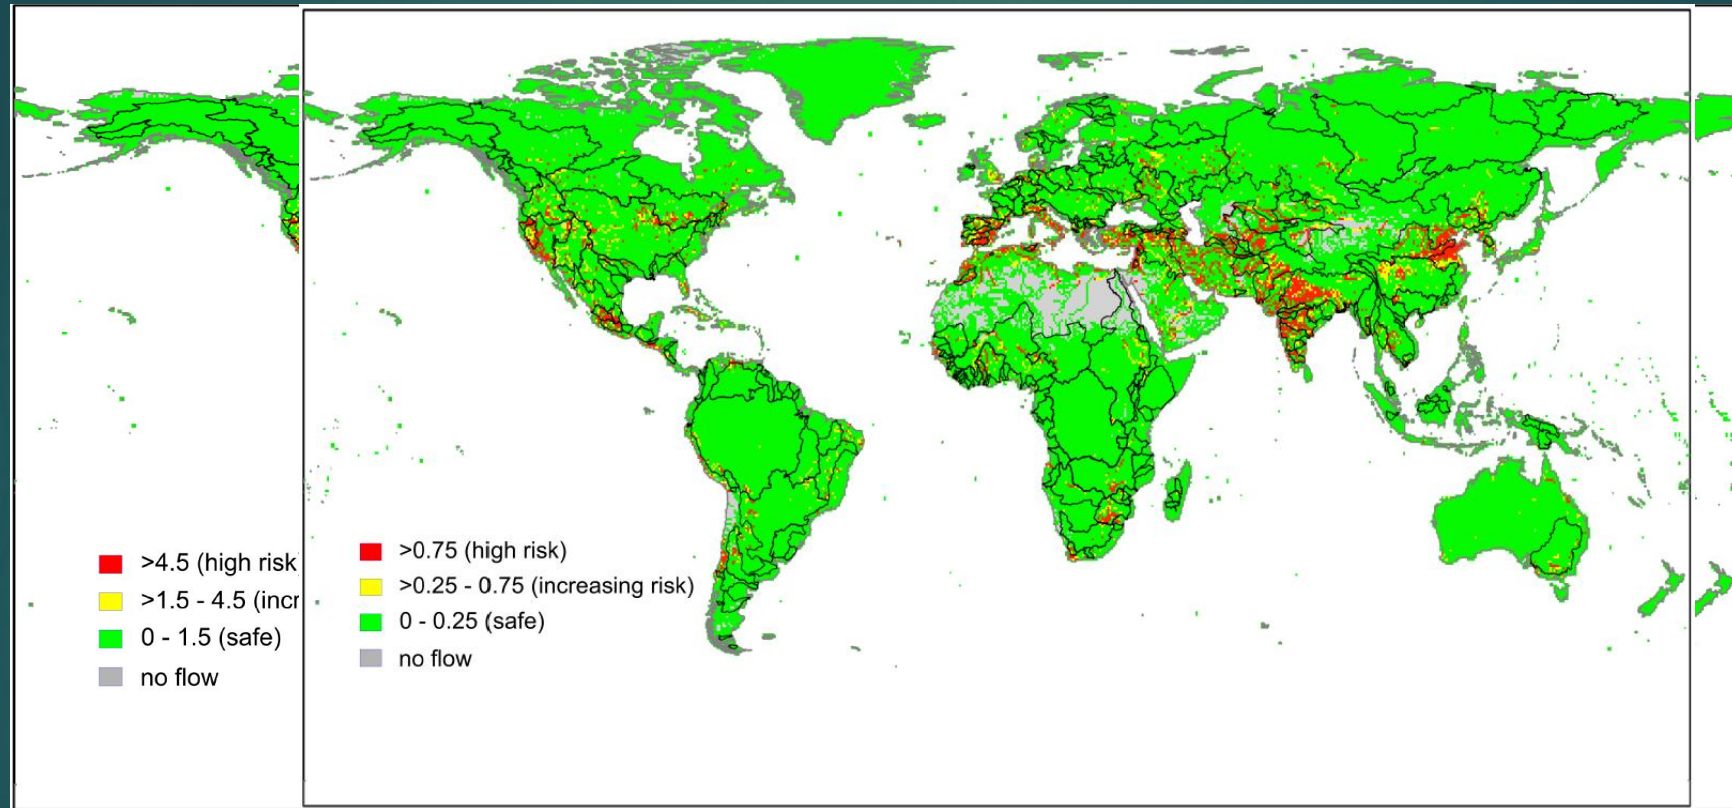 >4.5 (high risk
>1.5 - 4.5 (incr
0 - 1.5 (safe)
no flow
>0.75 (high risk)
>0.25 - 0.75 (increasing risk)
0 - 0.25 (safe)
no flow